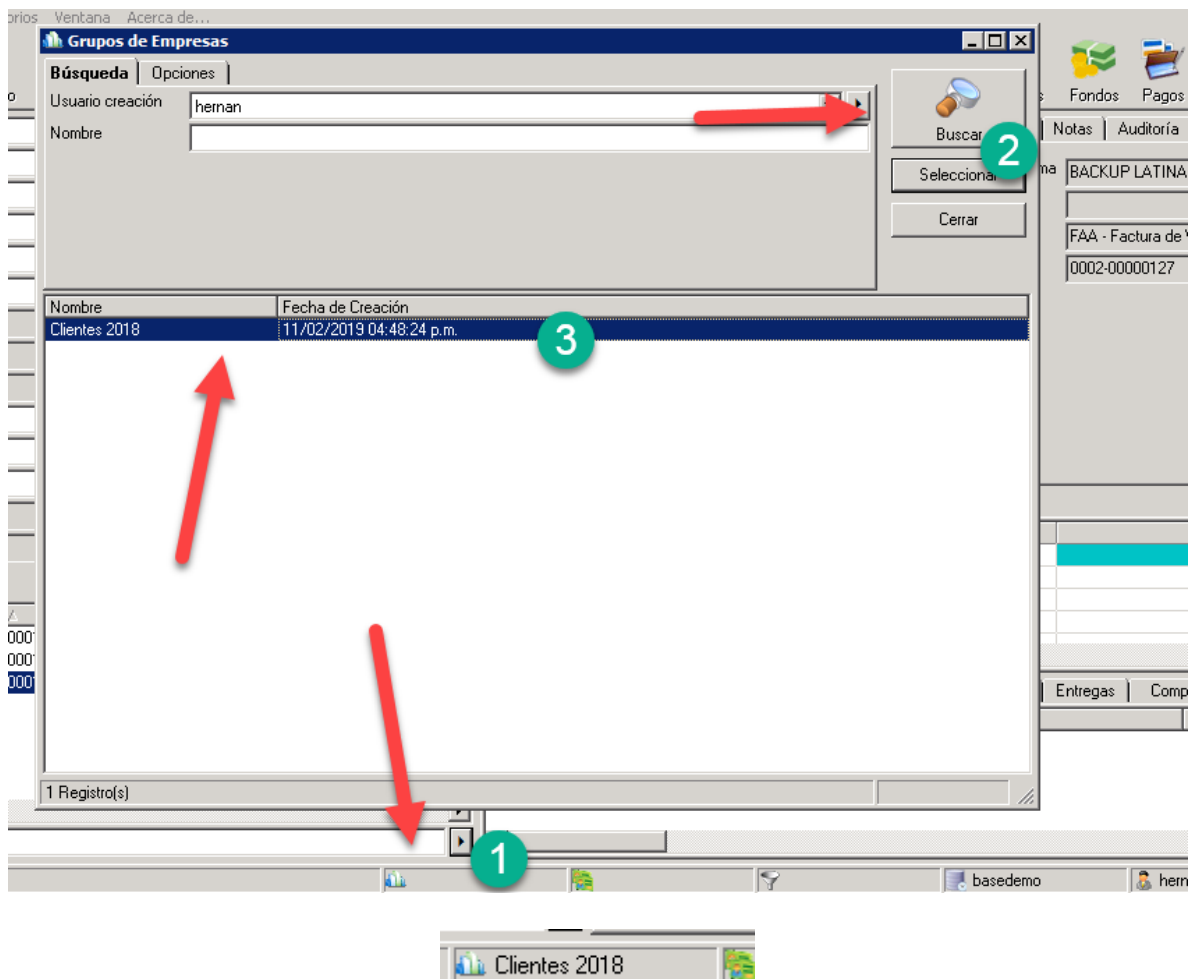 Ventana Acerca de...
Grupos de Empresas
Búsqueda Opciones
Usuario creación hernan
Nombre
Buscar
Seleccionar
Cerrar
2
Fondos Pagos
Notas Auditoría
BACKUP LATINA
FAA - Factura de
0002-00000127
Nombre Fecha de Creación
Clientes 2018 11/02/2019 04:48:24 p.m.
3
Entregas Comp
1 Registro(s)
1
basedemo hern
Clientes 2018